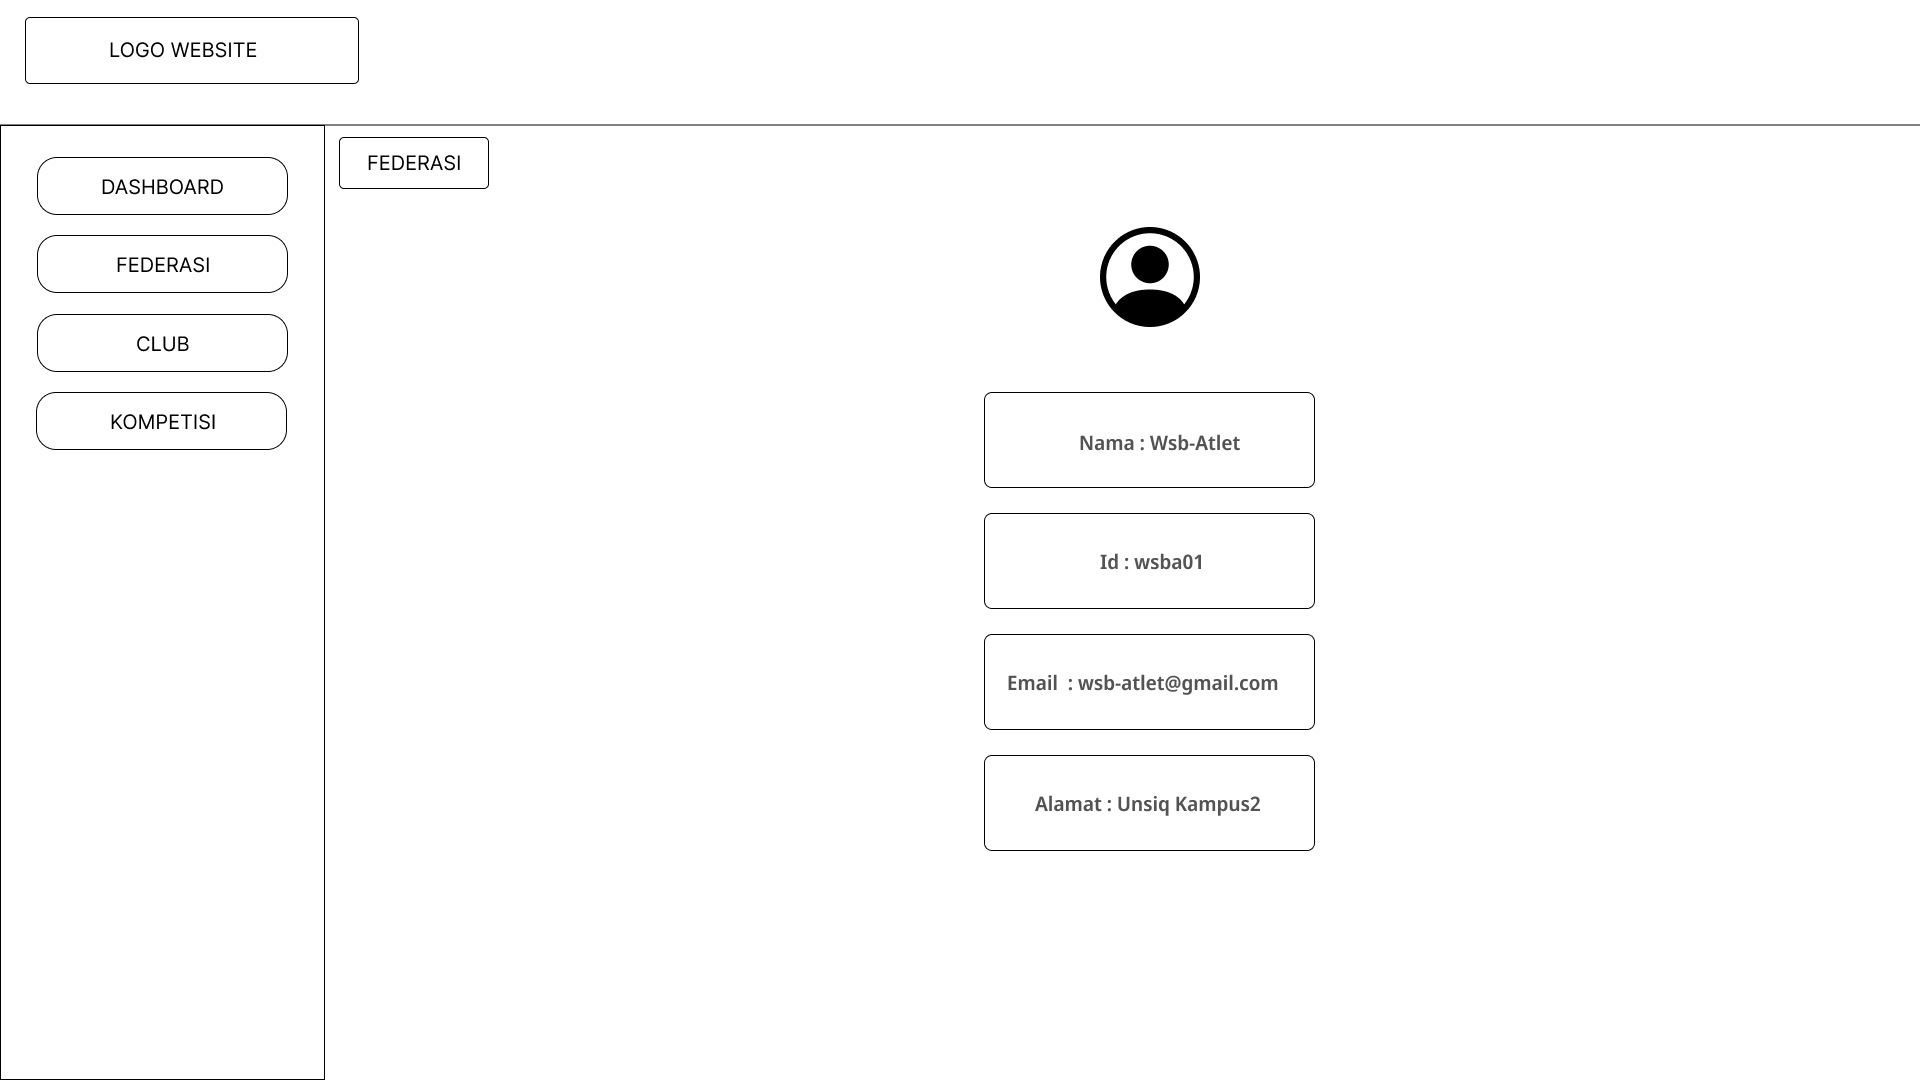 LOGO WEBSITE
DASHBOARD
FEDERASI
CLUB
KOMPETISI
FEDERASI
Nama : Wsb-Atlet
Id : wsba01
Email  : wsb-atlet@gmail.com
Alamat : Unsiq Kampus2